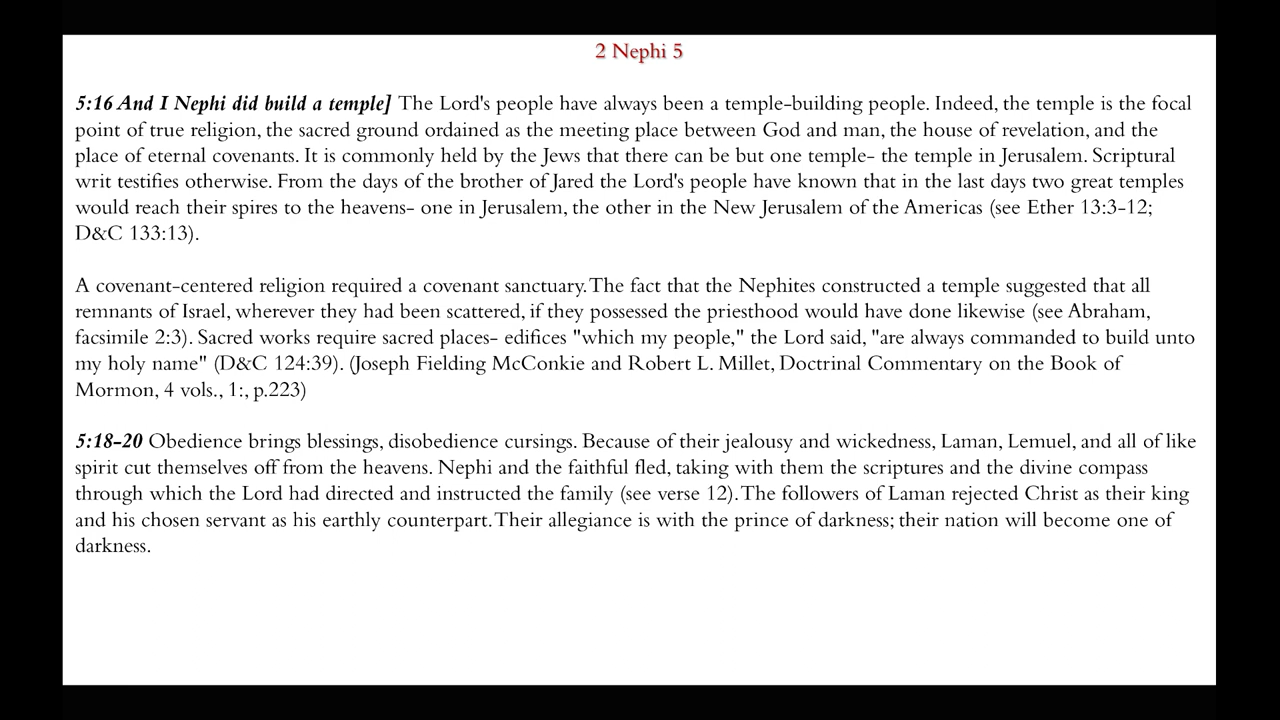 2 Nephi 5
5:16 And I Nephi did build a temple] The Lord's people have always been a temple-building people. Indeed, the temple is the focal
point of true religion, the sacred ground ordained as the meeting place between God and man, the house of revelation, and the
place of eternal covenants. It is commonly held by the Jews that there can be but one temple- the temple in Jerusalem. Scriptural
writ testifies otherwise. From the days of the brother of Jared the Lord's people have known that in the last days two great temples
would reach their spires to the heavens- one in Jerusalem, the other in the New Jerusalem of the Americas (see Ether 13:3-12;
D&C 133:13).
A covenant-centered religion required a covenant sanctuary. The fact that the Nephites constructed a temple suggested that all
remnants of Israel, wherever they had been scattered, if they possessed the priesthood would have done likewise (see Abraham,
facsimile 2:3). Sacred works require sacred places- edifices "which my people," the Lord said, "are always commanded to build unto
my holy name" (D&C 124:39). (Joseph Fielding McConkie and Robert L. Millet, Doctrinal Commentary on the Book of
Mormon, 4 vols., 1:, p.223)
5:18-20 Obedience brings blessings, disobedience cursings. Because of their jealousy and wickedness, Laman, Lemuel, and all of like
spirit cut themselves off from the heavens. Nephi and the faithful fled, taking with them the scriptures and the divine compass
through which the Lord had directed and instructed the family (see verse 12). The followers of Laman rejected Christ as their king
and his chosen servant as his earthly counterpart. Their allegiance is with the prince of darkness; their nation will become one of
darkness.